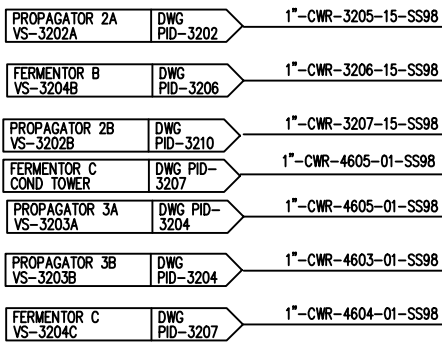 PROPAGATOR 2A DWG 1"-CWR-3205-15-SS98
VS-3202A PID-3202
FERMENTOR B DWG 1"-CWR-3206-15-SS98
VS-3204B PID-3206
PROPAGATOR 2B DWG 1"-CWR-3207-15-SS98
VS-3202B PID-3210
FERMENTOR C DWG PID- 1"-CWR-4605-01-SS98
COND TOWER 3207
PROPAGATOR 3A DWG PID- 1"-CWR-4605-01-SS98
VS-3203A 3204
PROPAGATOR 3B DWG 1"-CWR-4603-01-SS98
VS-3203B PID-3204
FERMENTOR C DWG 1"-CWR-4604-01-SS98
VS-3204C PID-3207